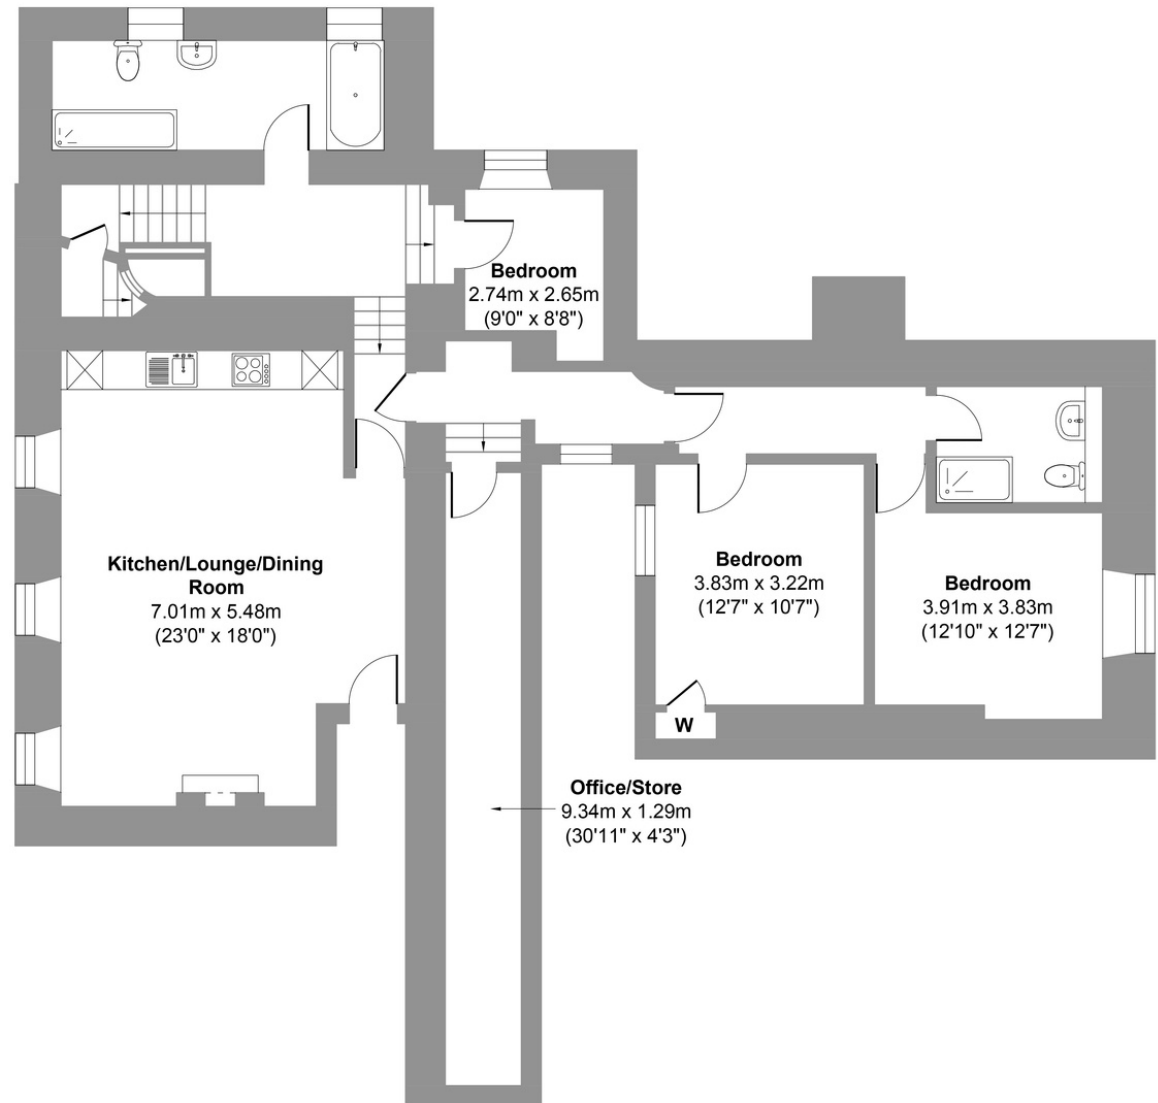 Bedroom
2.74m x 2.65m
(9'0" x 8'8")
Kitchen/Lounge/Dining
Room
7.01m x 5.48m
(23'0" x 18'0")
Bedroom
3.83m x 3.22m
(12'7" x 10'7")
Bedroom
3.91m x 3.83m
(12'10" x 12'7")
W
Office/Store
9.34m x 1.29m
(30'11" x 4'3")